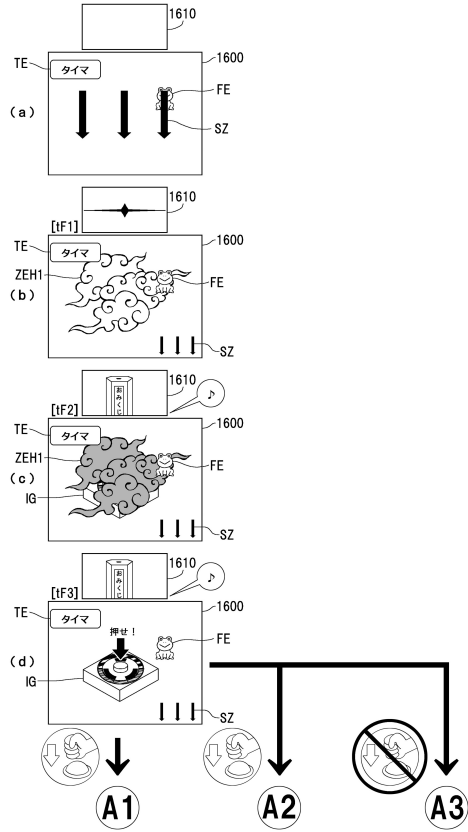 1610
1600
TE
タイマ
FE
(a)
SZ
1610
[tF1]
1600
TE
タイマ
ZEH1
FE
(b)
SZ
おみくじ
1610
♪
[tF2]
1600
TE
タイマ
ZEH1
FE
(c)
IG
SZ
おみくじ
1610
♪
[tF3]
1600
TE
タイマ
押せ!
FE
(d)
IG
SZ
A1
A2
A3